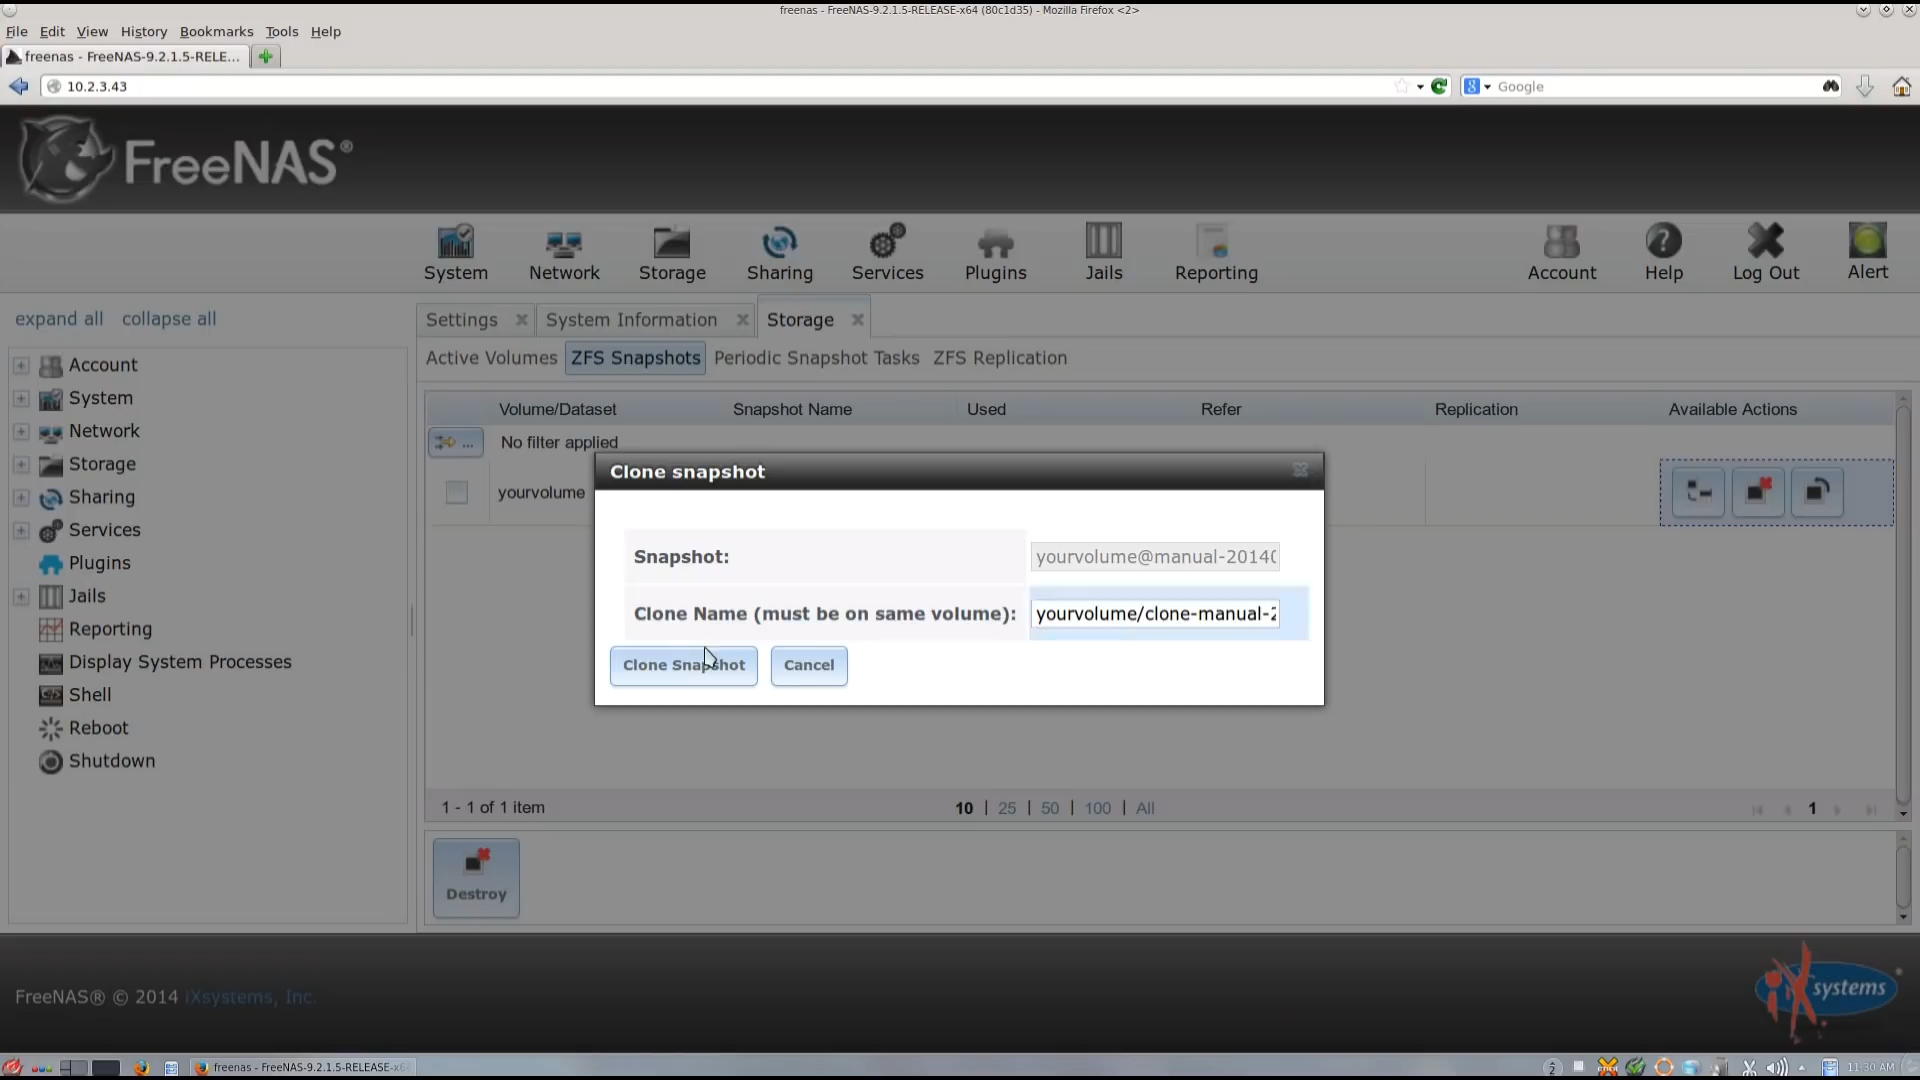 freenas - FreeNAS-9.2.1.5-RELEASE-x64 (80c1d35) - Mozilla Firefox <2>
File Edit View History Bookmarks Tools Help
freenas - FreeNAS-9.2.1.5-RELE...
10.2.3.43
Google
FreeNAS®
System Network Storage Sharing Services Plugins Jails Reporting Account Help Log Out Alert
expand all collapse all
Settings System Information Storage
Active Volumes ZFS Snapshots Periodic Snapshot Tasks ZFS Replication
Account
System
Network
Storage
Sharing
Services
Plugins
Jails
Reporting
Display System Processes
Shell
Reboot
Shutdown
Volume/Dataset Snapshot Name Used Refer Replication Available Actions
... No filter applied
yourvolume
Clone snapshot
Snapshot: yourvolume@manual-2014
Clone Name (must be on same volume): yourvolume/clone-manual-2
Clone Snapshot Cancel
1 - 1 of 1 item 10 | 25 | 50 | 100 | All 1
Destroy
FreeNAS® © 2014 iXsystems, Inc.
iXsystems
freenas - FreeNAS-9.2.1.5-RELEASE-x6
2
11:30 AM